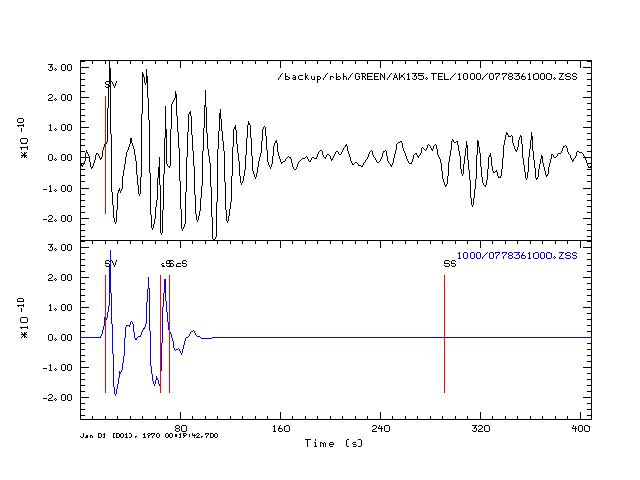 3.00
/backup/rbh/GREEN/AK135.TEL/1000/0778361000.ZSS
SV
2.00
1.00
0.00
-1.00
-2.00
*10 -10
3.00
1000/0778361000.ZSS
SV
ScS
SS
2.00
1.00
0.00
-1.00
-2.00
*10 -10
80
160
240
320
400
Jan 01 (001), 1970 00:19:42.700
Time (s)